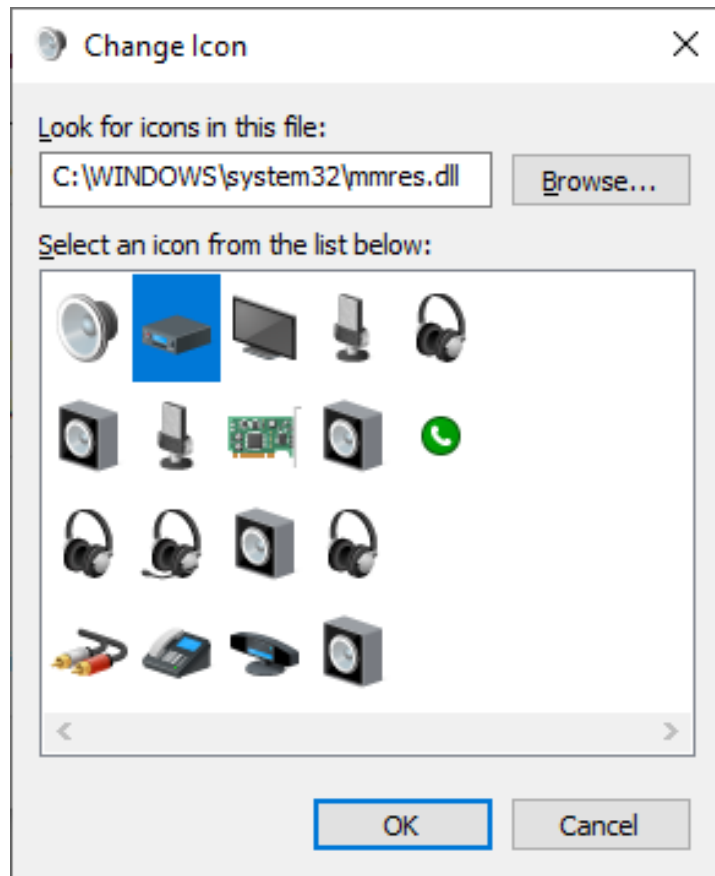 Change Icon
Look for icons in this file:
C:\WINDOWS\system32\mmres.dll
Browse...
Select an icon from the list below:
OK
Cancel